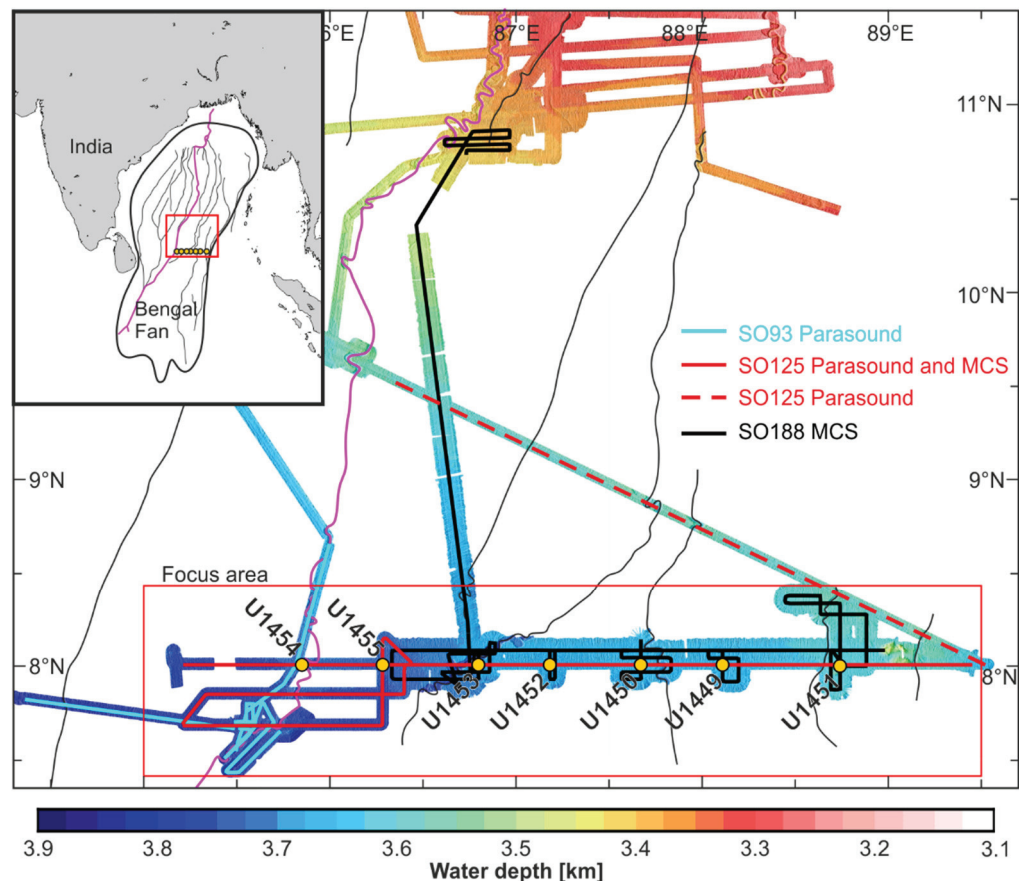 6°E 87°E 88°E 89°E
India
11°N
10°N
Bengal
Fan
SO93 Parasound
SO125 Parasound and MCS
SO125 Parasound
SO188 MCS
9°N 9°N
Focus area
U1454 U1455
8°N U1453 U1452 U1450 U1449 U1451 8°N
3.9 3.8 3.7 3.6 3.5 3.4 3.3 3.2 3.1
Water depth [km]